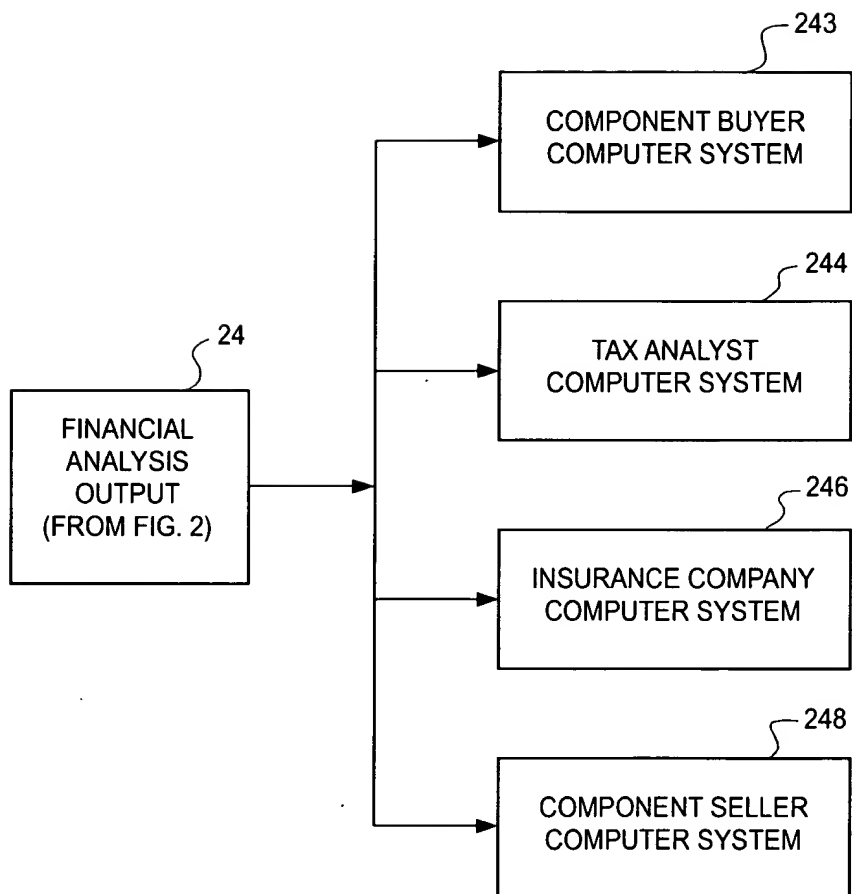 243
COMPONENT BUYER
COMPUTER SYSTEM
244
TAX ANALYST
COMPUTER SYSTEM
24
FINANCIAL
ANALYSIS
OUTPUT
(FROM FIG. 2)
246
INSURANCE COMPANY
COMPUTER SYSTEM
248
COMPONENT SELLER
COMPUTER SYSTEM